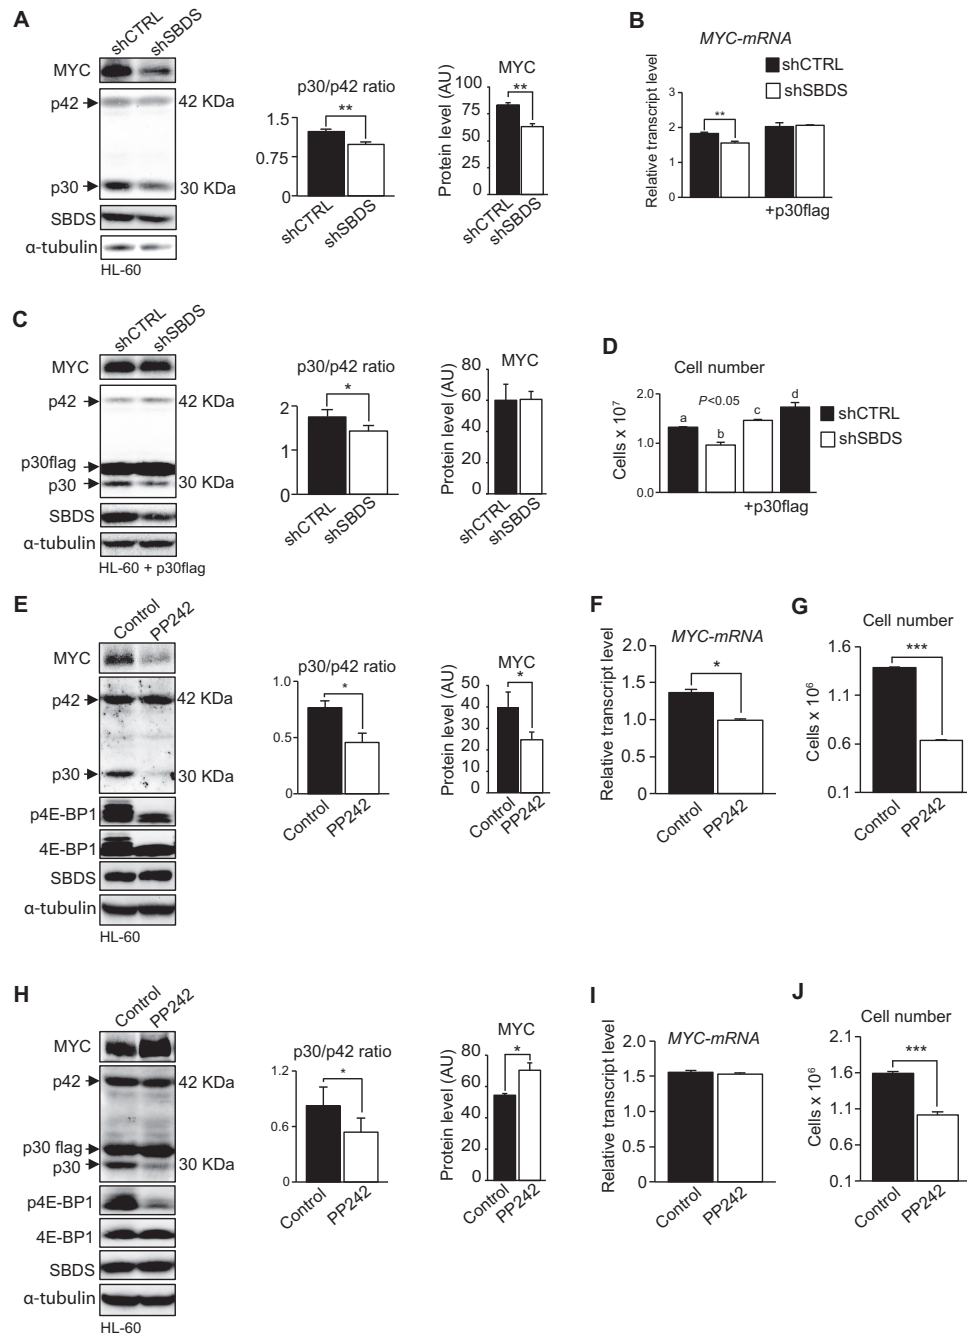 A
shCTRL
shSBDS
MYC
p42
42 KDa
p30
30 KDa
SBDS
α-tubulin
HL-60
p30/p42 ratio
**
1.5
0.75
0
shCTRL
shSBDS
MYC
Protein level (AU)
**
100
75
50
25
0
shCTRL
shSBDS
B
MYC-mRNA
shCTRL
shSBDS
Relative transcript level
**
3
2
1
0
+p30flag
C
shCTRL
shSBDS
MYC
p42
42 KDa
p30flag
p30
30 KDa
SBDS
α-tubulin
HL-60 + p30flag
p30/p42 ratio
*
2
1
0
shCTRL
shSBDS
MYC
Protein level (AU)
80
60
40
20
0
shCTRL
shSBDS
D
Cell number
Cells x 10⁷
2.0
1.0
0.0
P<0.05
a
b
c
d
shCTRL
shSBDS
+p30flag
E
Control
PP242
MYC
p42
42 KDa
p30
30 KDa
p4E-BP1
4E-BP1
SBDS
α-tubulin
HL-60
p30/p42 ratio
*
1.0
0.5
0
Control
PP242
MYC
Protein level (AU)
*
50
40
30
20
10
0
Control
PP242
F
MYC-mRNA
Relative transcript level
*
2.0
1.5
1.0
0.5
0
Control
PP242
G
Cell number
Cells x 10⁶
***
1.6
1.1
0.6
0.1
Control
PP242
H
Control
PP242
MYC
p42
42 KDa
p30 flag
p30
30 KDa
p4E-BP1
4E-BP1
SBDS
α-tubulin
HL-60
p30/p42 ratio
*
1.2
0.6
0
Control
PP242
MYC
Protein level (AU)
*
80
60
40
20
0
Control
PP242
I
MYC-mRNA
Relative transcript level
2.0
1.5
1.0
0.5
0
Control
PP242
J
Cell number
Cells x 10⁶
***
2.1
1.6
1.1
0.6
0.1
Control
PP242